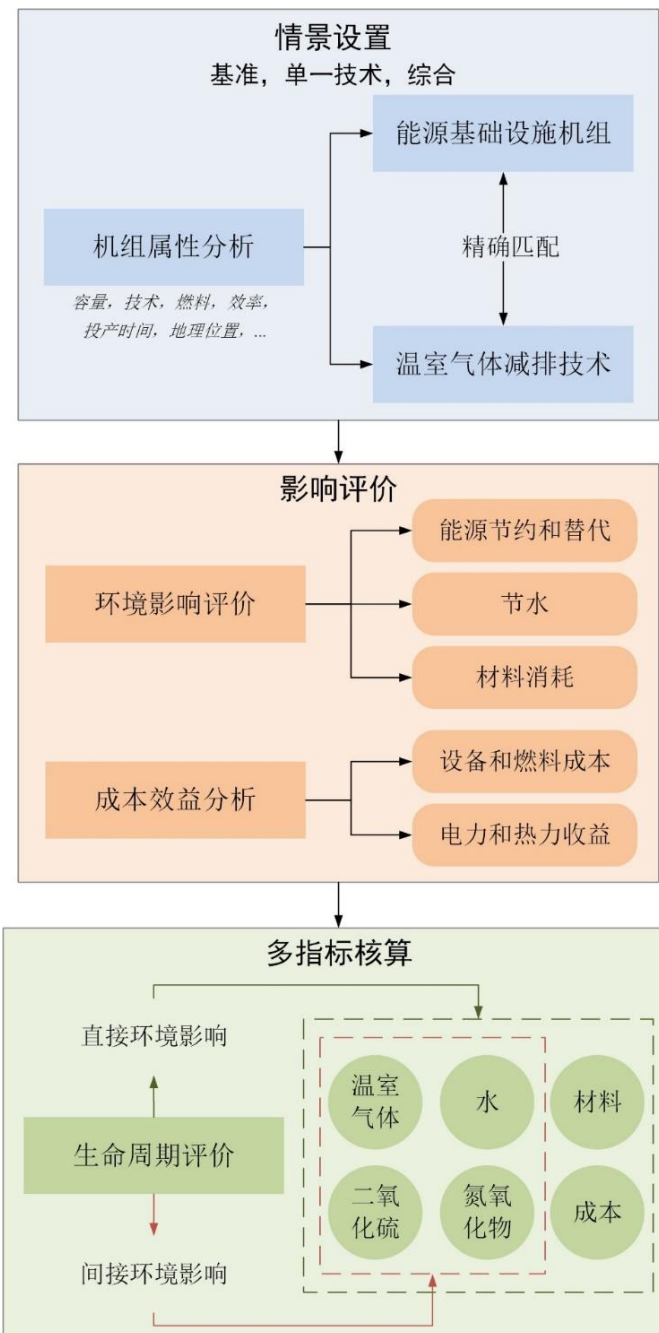 情景设置
基准，单一技术，综合
能源基础设施机组
机组属性分析
精确匹配
容量，技术，燃料，效率，
投产时间，地理位置，...
温室气体减排技术
影响评价
能源节约和替代
环境影响评价
节水
材料消耗
设备和燃料成本
成本效益分析
电力和热力收益
多指标核算
直接环境影响
温室
气体
水
材料
生命周期评价
二氧
化硫
氮氧
化物
成本
间接环境影响